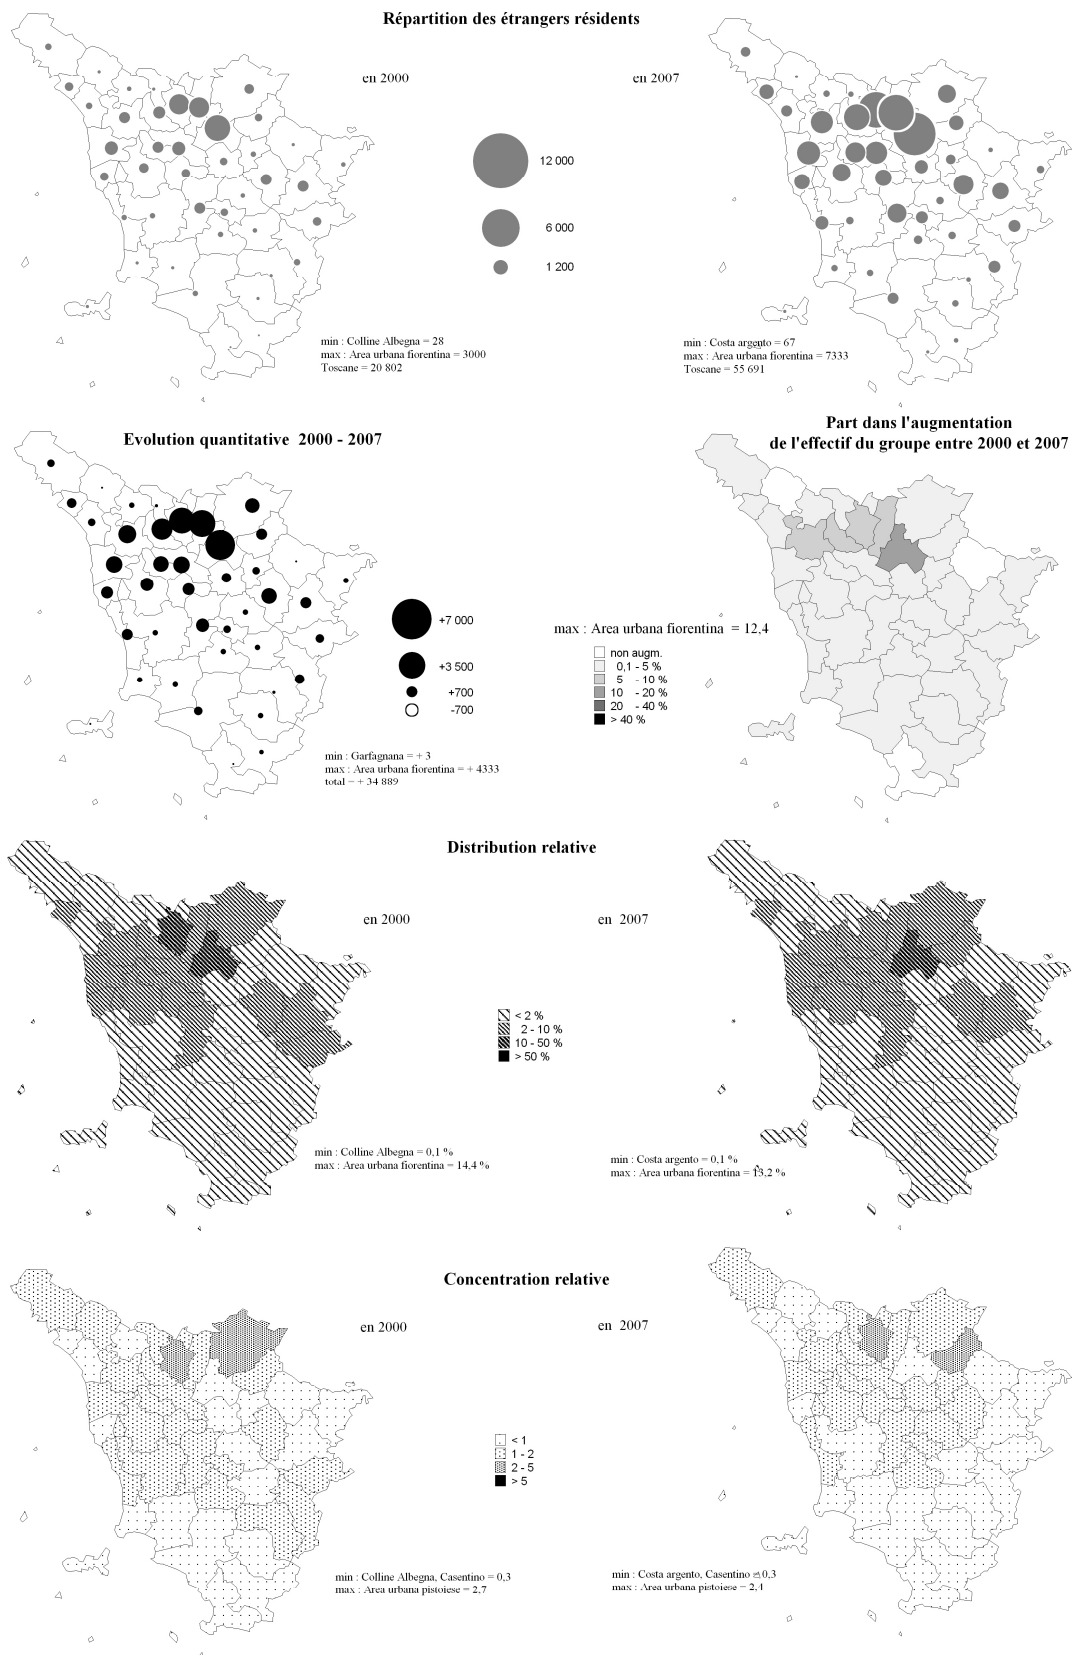 Répartition des étrangers résidents
en 2000
en 2007
12 000
6 000
1 200
min : Colline Albegna = 28
max : Area urbana fiorentina = 3000
Toscane = 20 802
min : Costa argento = 67
max : Area urbana fiorentina = 7333
Toscane = 55 691
Evolution quantitative 2000 - 2007
Part dans l'augmentation
de l'effectif du groupe entre 2000 et 2007
+7 000
+3 500
+700
-700
min : Garfagnana = + 3
max : Area urbana fiorentina = + 4333
total = + 34 889
max : Area urbana fiorentina = 12,4
non augm.
0,1 - 5 %
5 - 10 %
10 - 20 %
20 - 40 %
> 40 %
Distribution relative
en 2000
en 2007
< 2 %
2 - 10 %
10 - 50 %
> 50 %
min : Colline Albegna = 0,1 %
max : Area urbana fiorentina = 14,4 %
min : Costa argento = 0,1 %
max : Area urbana fiorentina = 13,2 %
Concentration relative
en 2000
en 2007
< 1
1 - 2
2 - 5
> 5
min : Colline Albegna, Casentino = 0,3
max : Area urbana pistoiese = 2,7
min : Costa argento, Casentino = 0,3
max : Area urbana pistoiese = 2,4